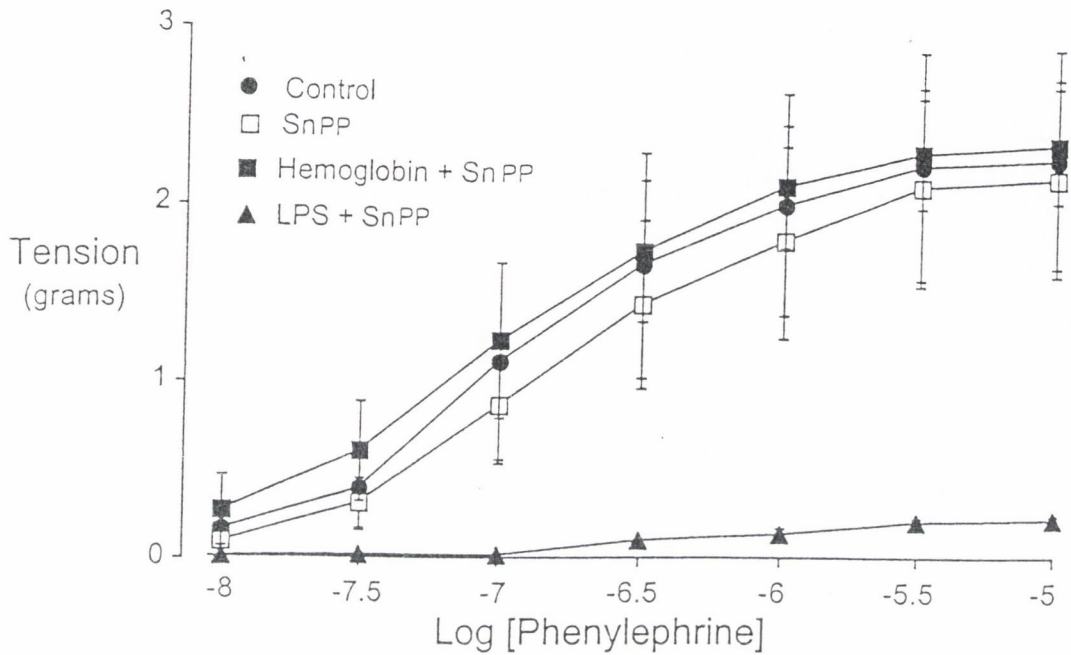 3
Control
SnPP
Hemoglobin + SnPP
LPS + SnPP
2
Tension
(grams)
1
0
-8 -7.5 -7 -6.5 -6 -5.5 -5
Log [Phenylephrine]